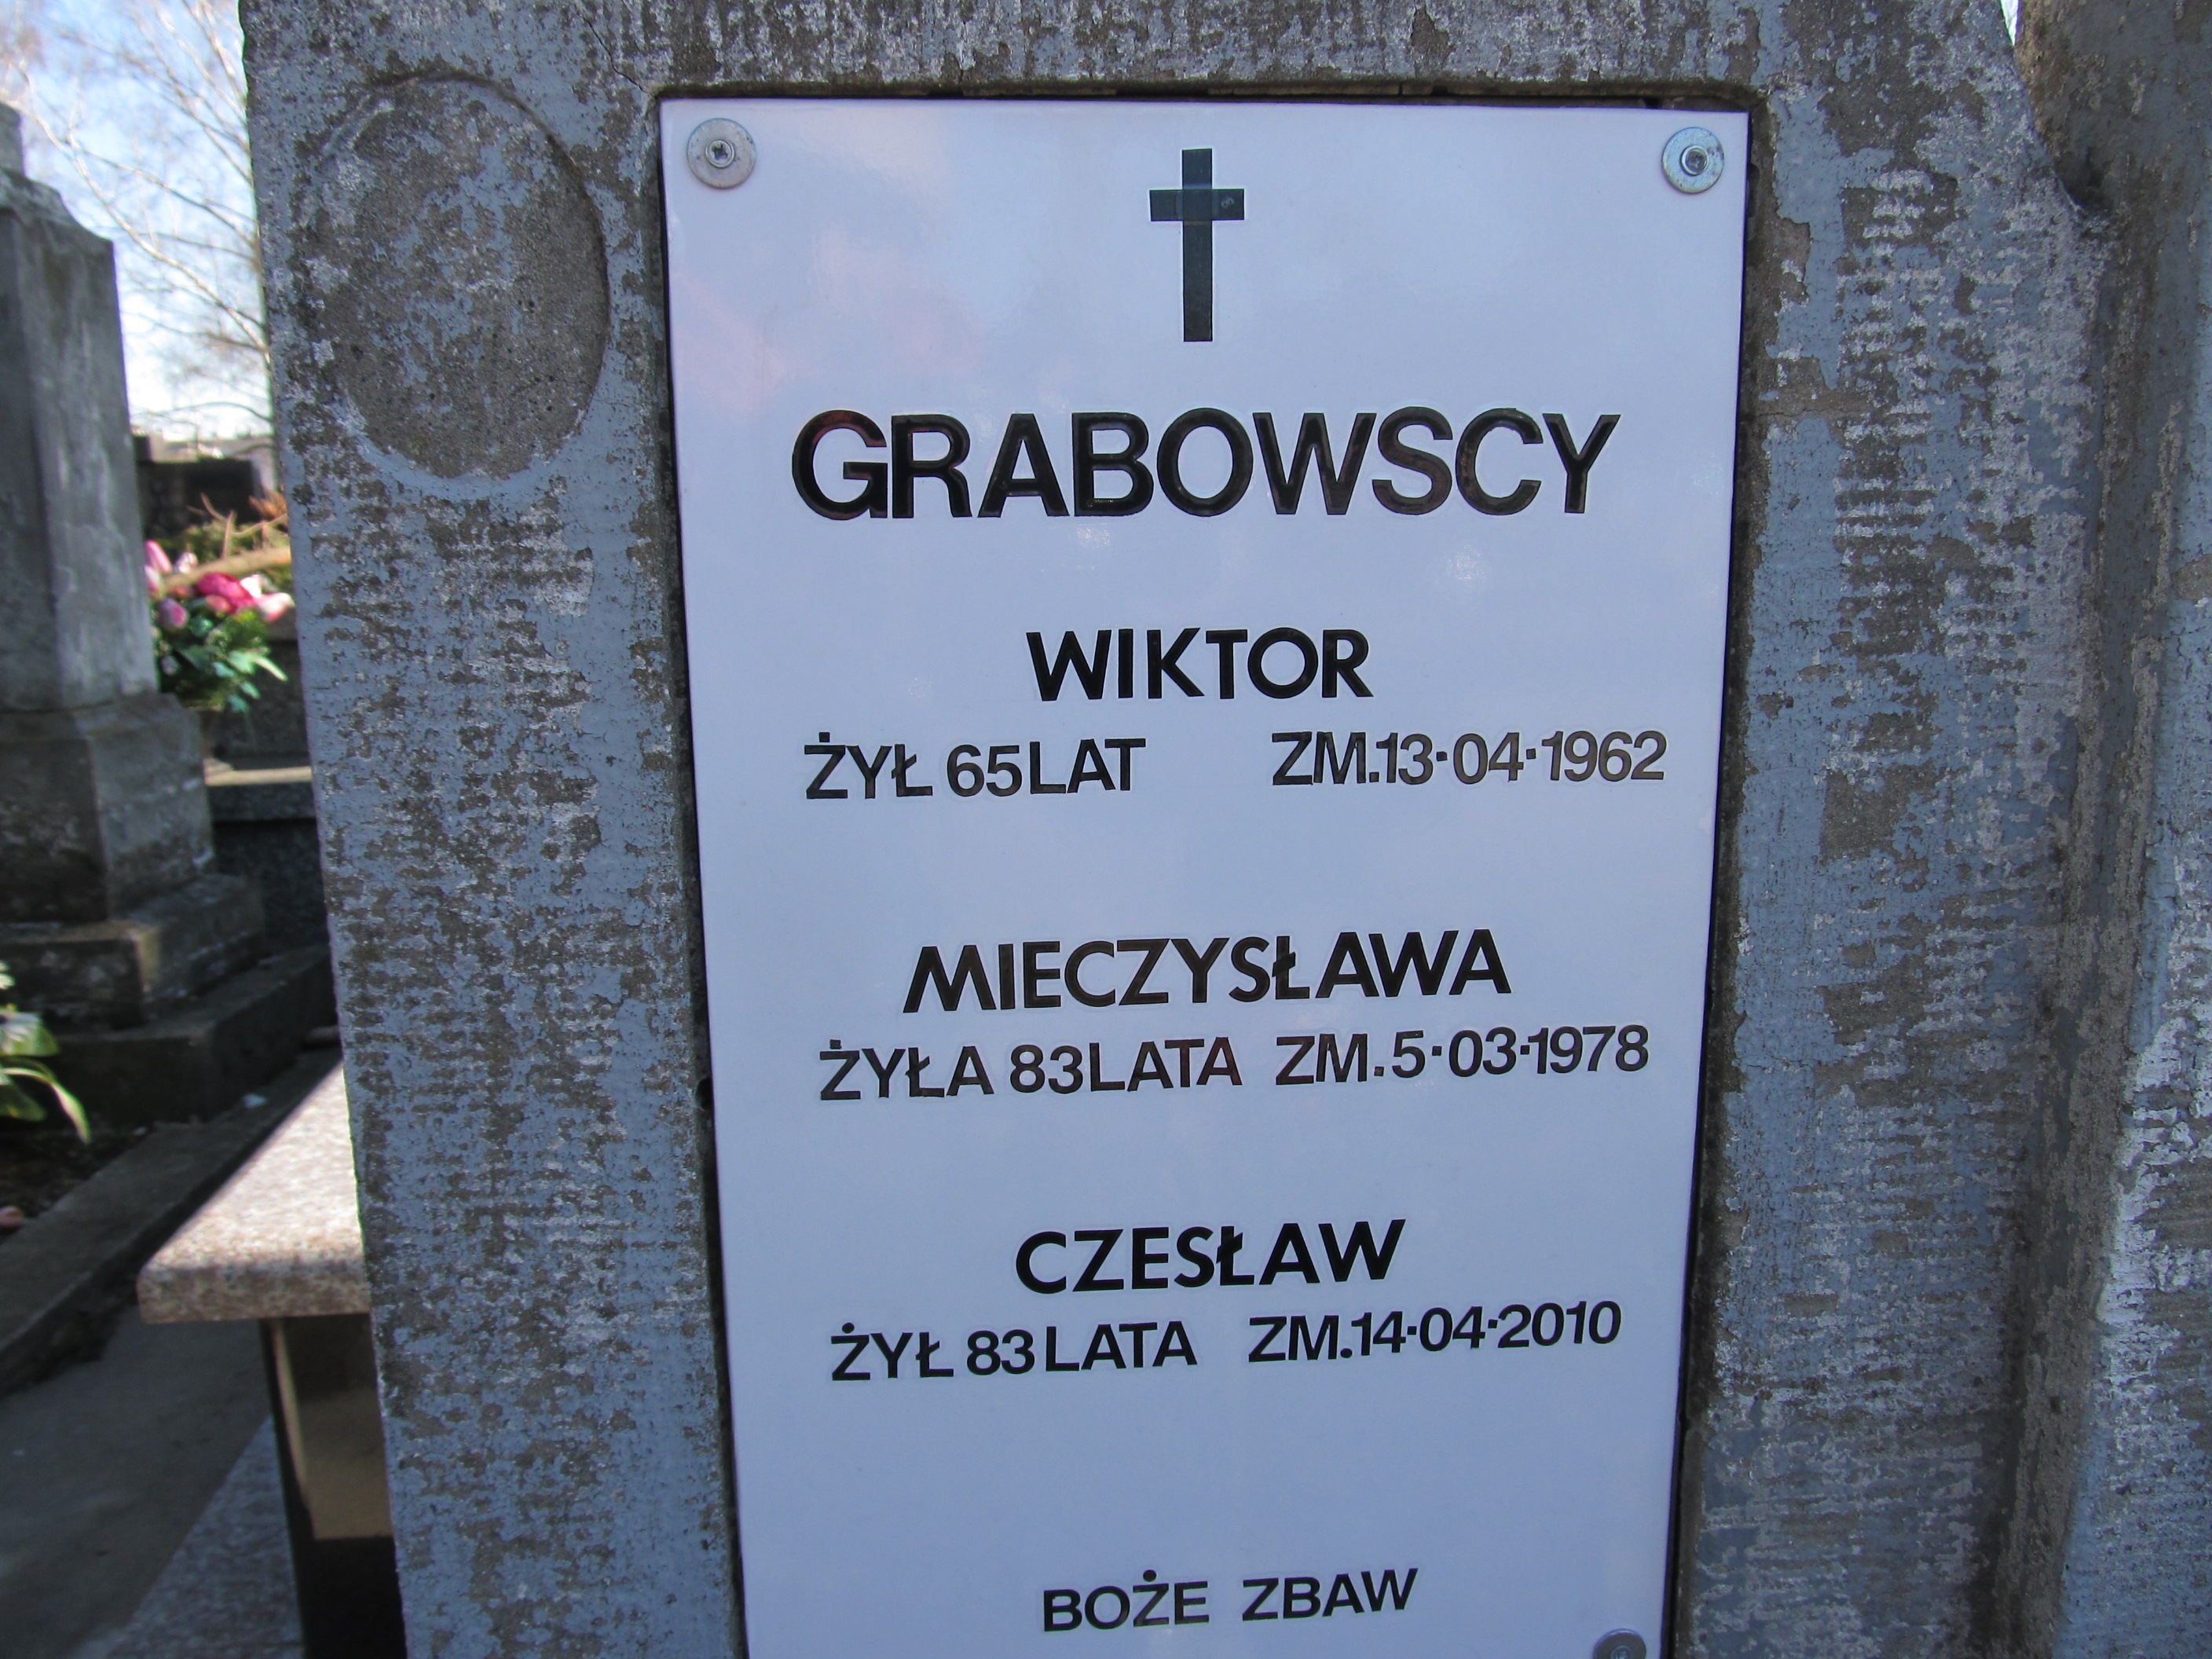 GRABOWSCY
WIKTOR
ŻYŁ 65 LAT ZM.13·04·1962
MIECZYSŁAWA
ŻYŁA 83 LATA ZM.5·03·1978
CZESŁAW
ŻYŁ 83 LATA ZM.14·04·2010
BOŻE ZBAW